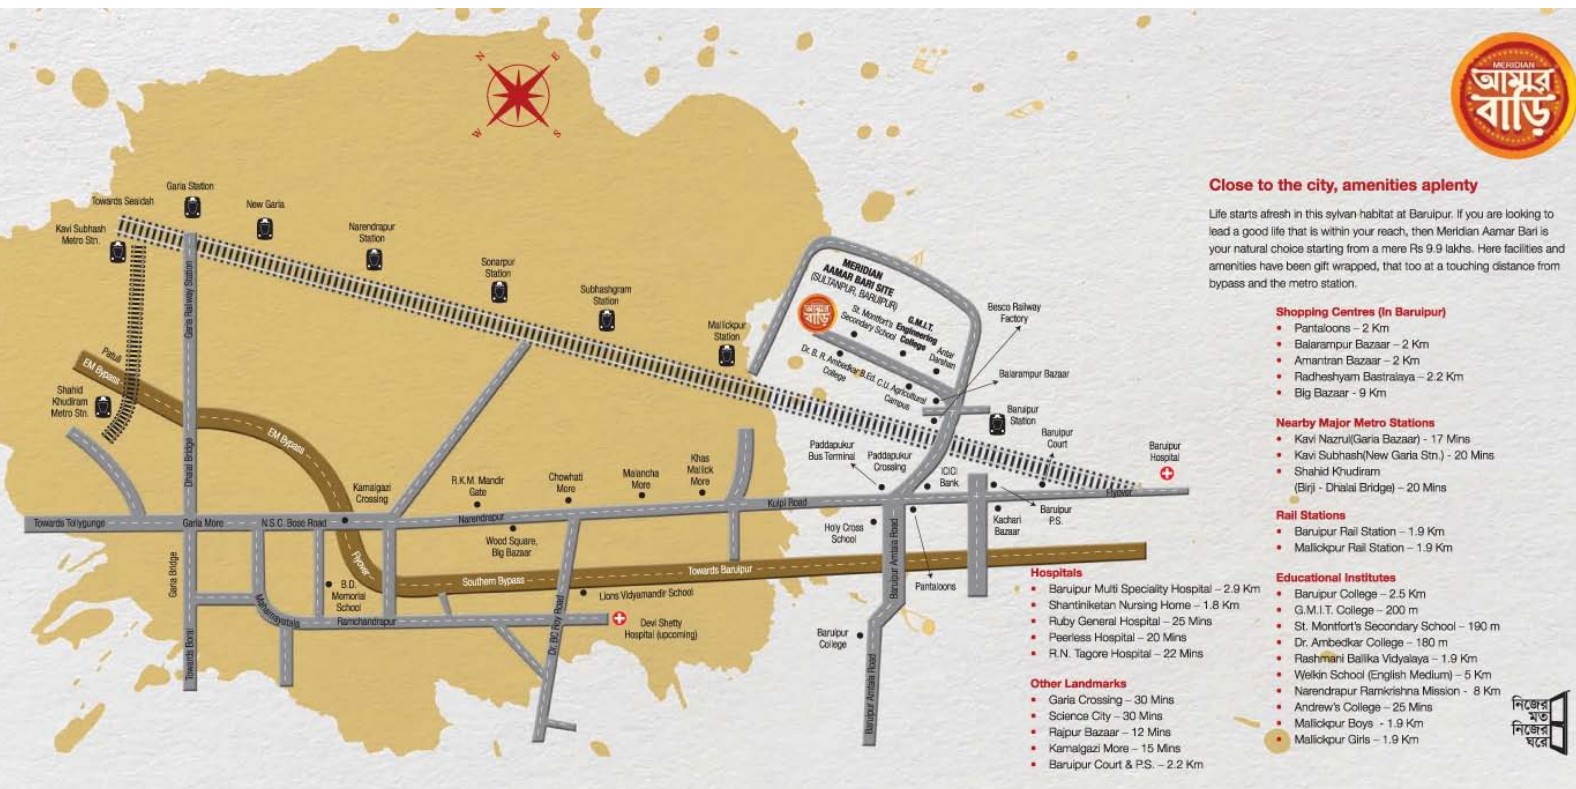 N
E
W
S
MERIDIAN
আমার
বাড়ি
Towards Sealdah
Garia Station
New Garia
Kavi Subhash
Metro Stn.
Narendrapur
Station
Sonarpur
Station
Subhashgram
Station
Mallickpur
Station
Garia Railway Station
Patuli
EM Bypass
Shahid
Khudiram
Metro Stn.
Dhalai Bridge
EM Bypass
MERIDIAN
AAMAR BARI SITE
(SULTANPUR, BARUIPUR)
আমার
বাড়ি
St. Montfort's
Secondary School
G.M.I.T.
Engineering
College
Antar
Darshan
Dr. B. R. Ambedkar B.Ed.
College
C.U. Agricultural
Campus
Besco Railway
Factory
Balarampur Bazaar
Baruipur
Station
Baruipur
Court
Baruipur
Hospital
Flyover
Paddapukur
Bus Terminal
Paddapukur
Crossing
ICICI
Bank
Baruipur
P.S.
Kachari
Bazaar
Holy Cross
School
Pantaloons
Baruipur Amtala Road
Baruipur
College
Baruipur Amtala Road
Kulpi Road
Khas
Mallick
More
Malancha
More
Chowhati
More
R.K.M. Mandir
Gate
Narendrapur
Wood Square,
Big Bazaar
Kamalgazi
Crossing
N.S.C. Bose Road
Garia More
Towards Tollygunge
Garia Bridge
Towards Boral
Mahamayatala
Ramchandrapur
B.D.
Memorial
School
Flyover
Southern Bypass
Towards Baruipur
Lions Vidyamandir School
Dr. BC Roy Road
Devi Shetty
Hospital (upcoming)
Close to the city, amenities aplenty
Life starts afresh in this sylvan habitat at Baruipur. If you are looking to
lead a good life that is within your reach, then Meridian Aamar Bari is
your natural choice starting from a mere Rs 9.9 lakhs. Here facilities and
amenities have been gift wrapped, that too at a touching distance from
bypass and the metro station.
Shopping Centres (In Baruipur)
• Pantaloons – 2 Km
• Balarampur Bazaar – 2 Km
• Amantran Bazaar – 2 Km
• Radheshyam Bastralaya – 2.2 Km
• Big Bazaar - 9 Km
Nearby Major Metro Stations
• Kavi Nazrul(Garia Bazaar) - 17 Mins
• Kavi Subhash(New Garia Stn.) - 20 Mins
• Shahid Khudiram
(Birji - Dhalai Bridge) – 20 Mins
Rail Stations
• Baruipur Rail Station – 1.9 Km
• Mallickpur Rail Station – 1.9 Km
Educational Institutes
• Baruipur College – 2.5 Km
• G.M.I.T. College – 200 m
• St. Montfort's Secondary School – 190 m
• Dr. Ambedkar College – 180 m
• Rashmani Ballika Vidyalaya – 1.9 Km
• Welkin School (English Medium) – 5 Km
• Narendrapur Ramkrishna Mission - 8 Km
• Andrew's College – 25 Mins
• Mallickpur Boys - 1.9 Km
• Mallickpur Girls – 1.9 Km
Hospitals
• Baruipur Multi Speciality Hospital – 2.9 Km
• Shantiniketan Nursing Home – 1.8 Km
• Ruby General Hospital – 25 Mins
• Peerless Hospital – 20 Mins
• R.N. Tagore Hospital – 22 Mins
Other Landmarks
• Garia Crossing – 30 Mins
• Science City – 30 Mins
• Rajpur Bazaar – 12 Mins
• Kamalgazi More – 15 Mins
• Baruipur Court & P.S. – 2.2 Km
নিজের
মত
নিজের
ঘরে